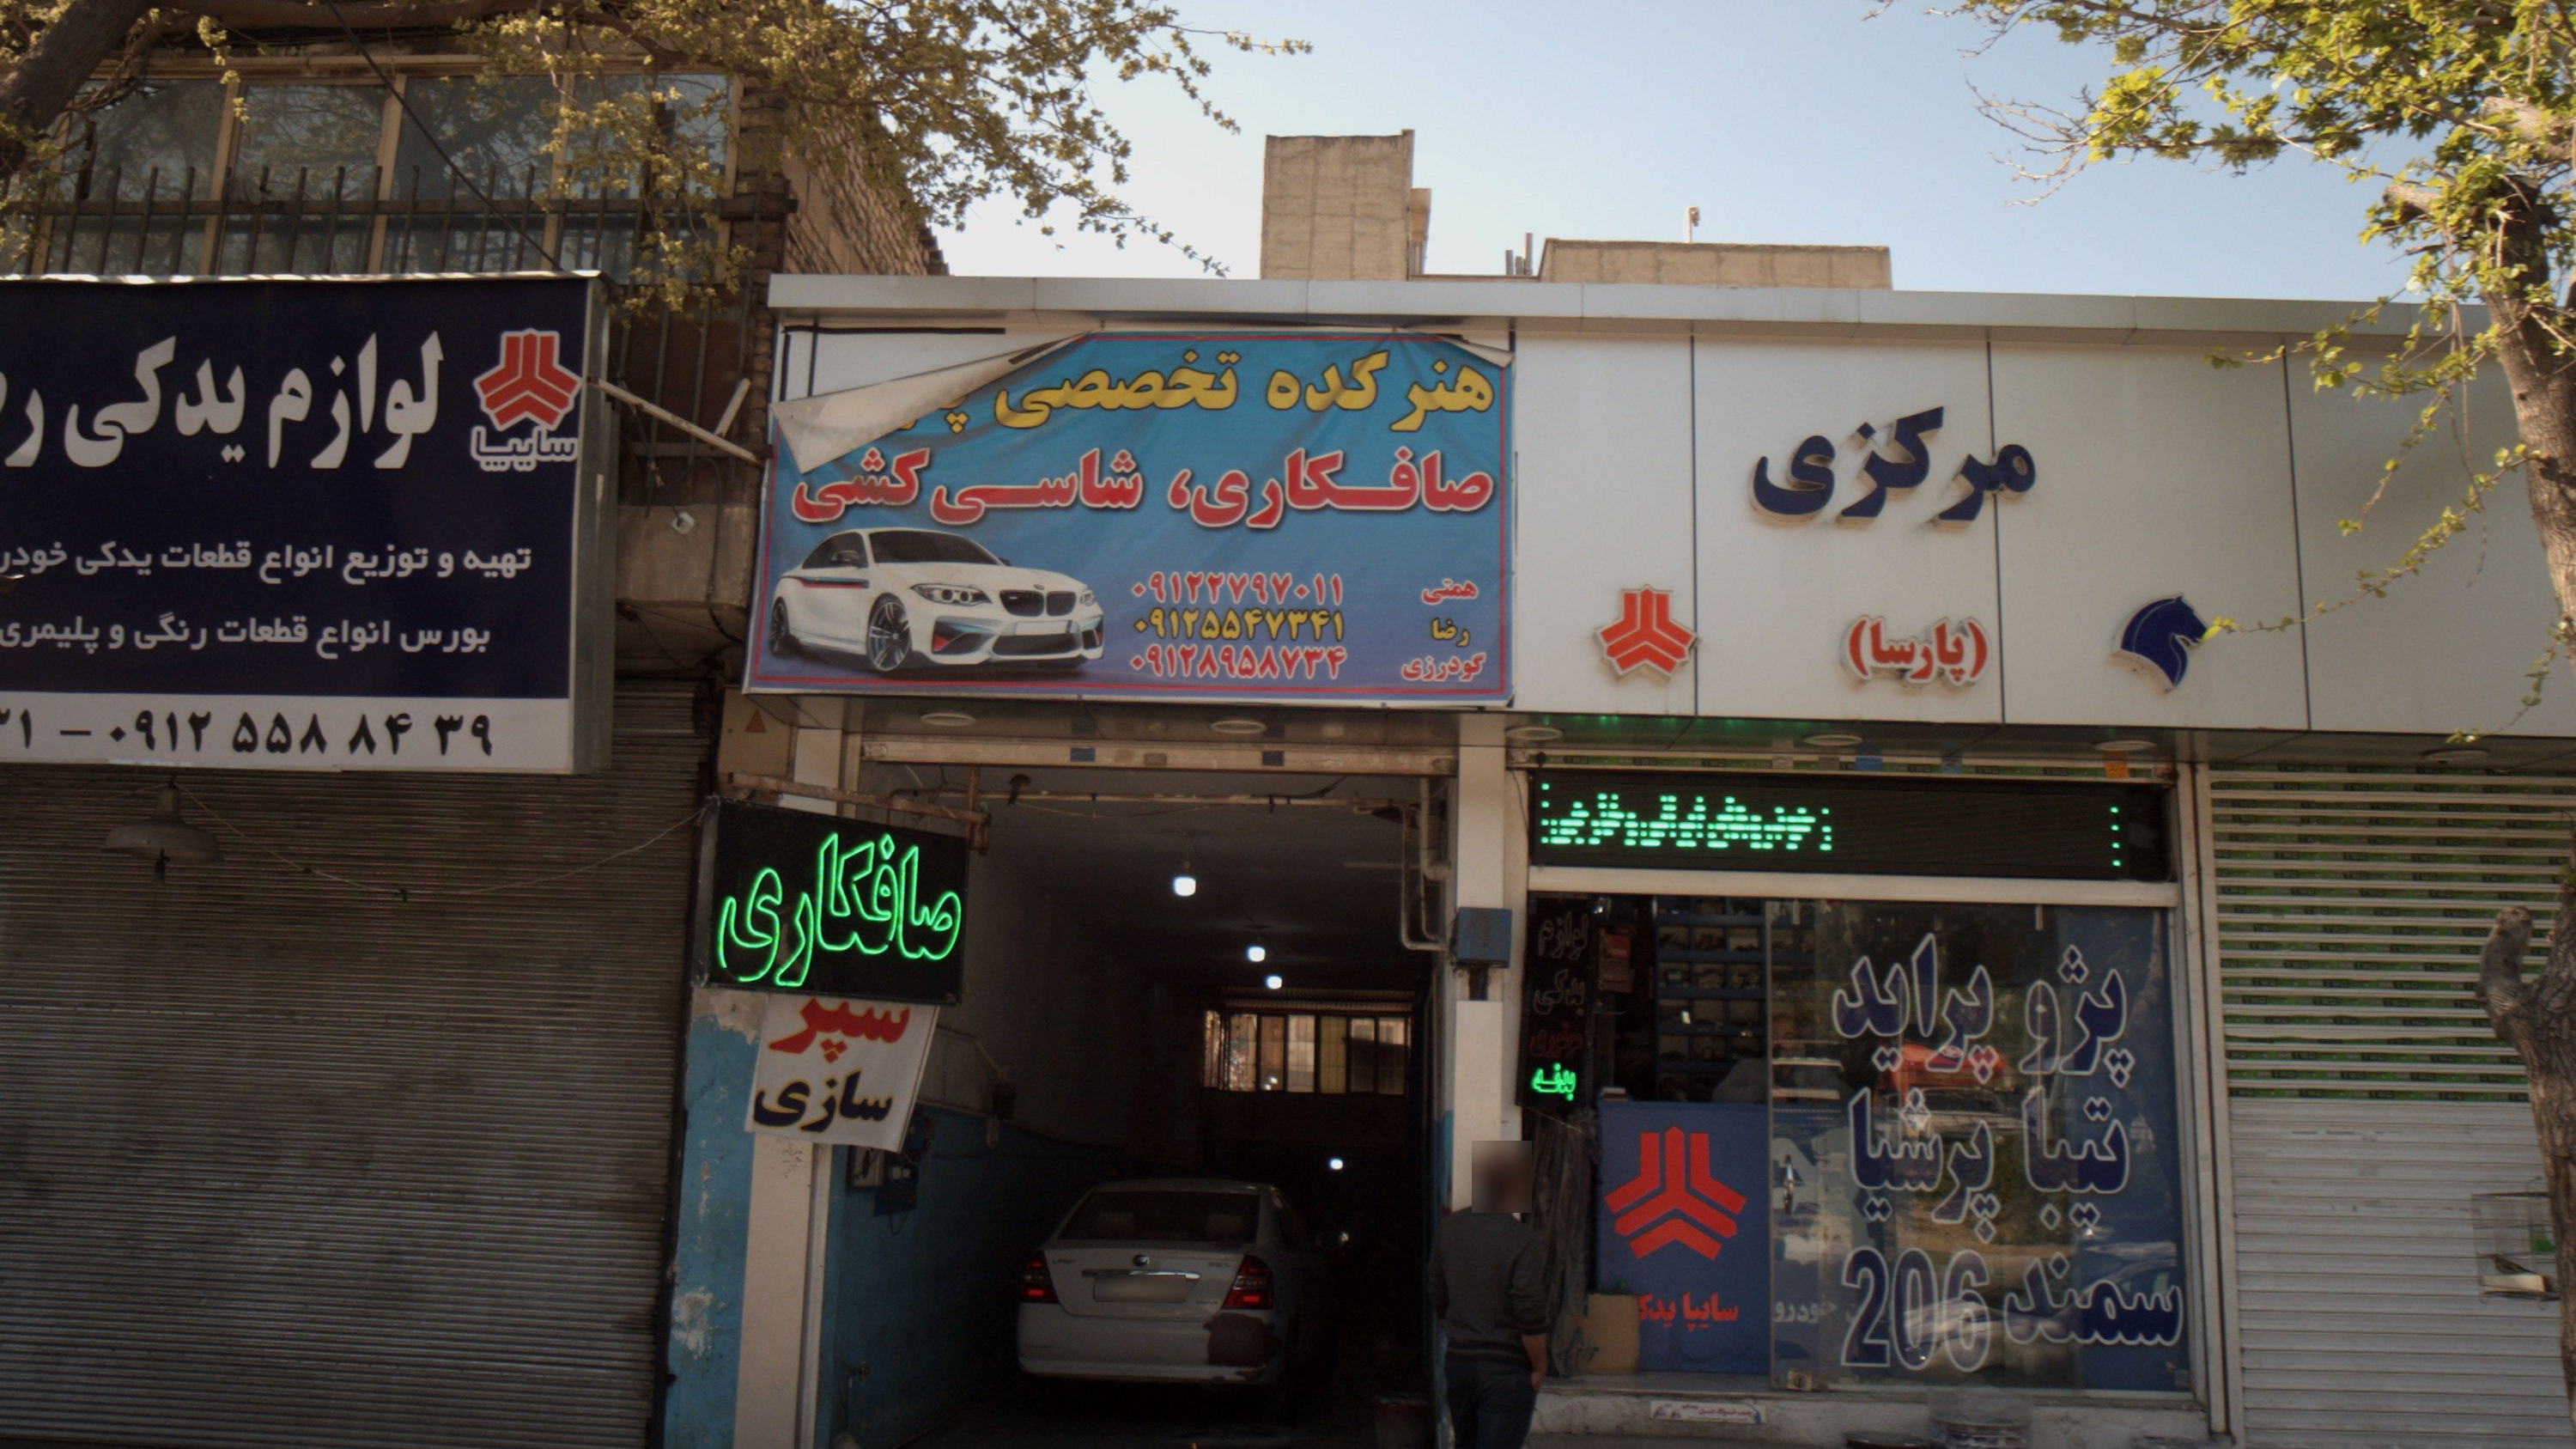 لوازم یدکی
سایپا
تهیه و توزیع انواع قطعات یدکی
بورس انواع قطعات رنگی و پلیمری
۰۹۱۲ ۵۵۸ ۸۴ ۳۹ –
هنرکده تخصصی
صافکاری، شاسی کشی
همتی ۰۹۱۲۲۷۹۷۰۱۱
رضا ۰۹۱۲۵۵۴۷۳۴۱
گودرزی ۰۹۱۲۸۹۵۸۷۳۴
مرکزی
(پارسا)
صافکاری
سپر
سازی
لوازم
یدکی
بدنه
پژو پراید
تیبا پرشیا
سمند 206
سایپا